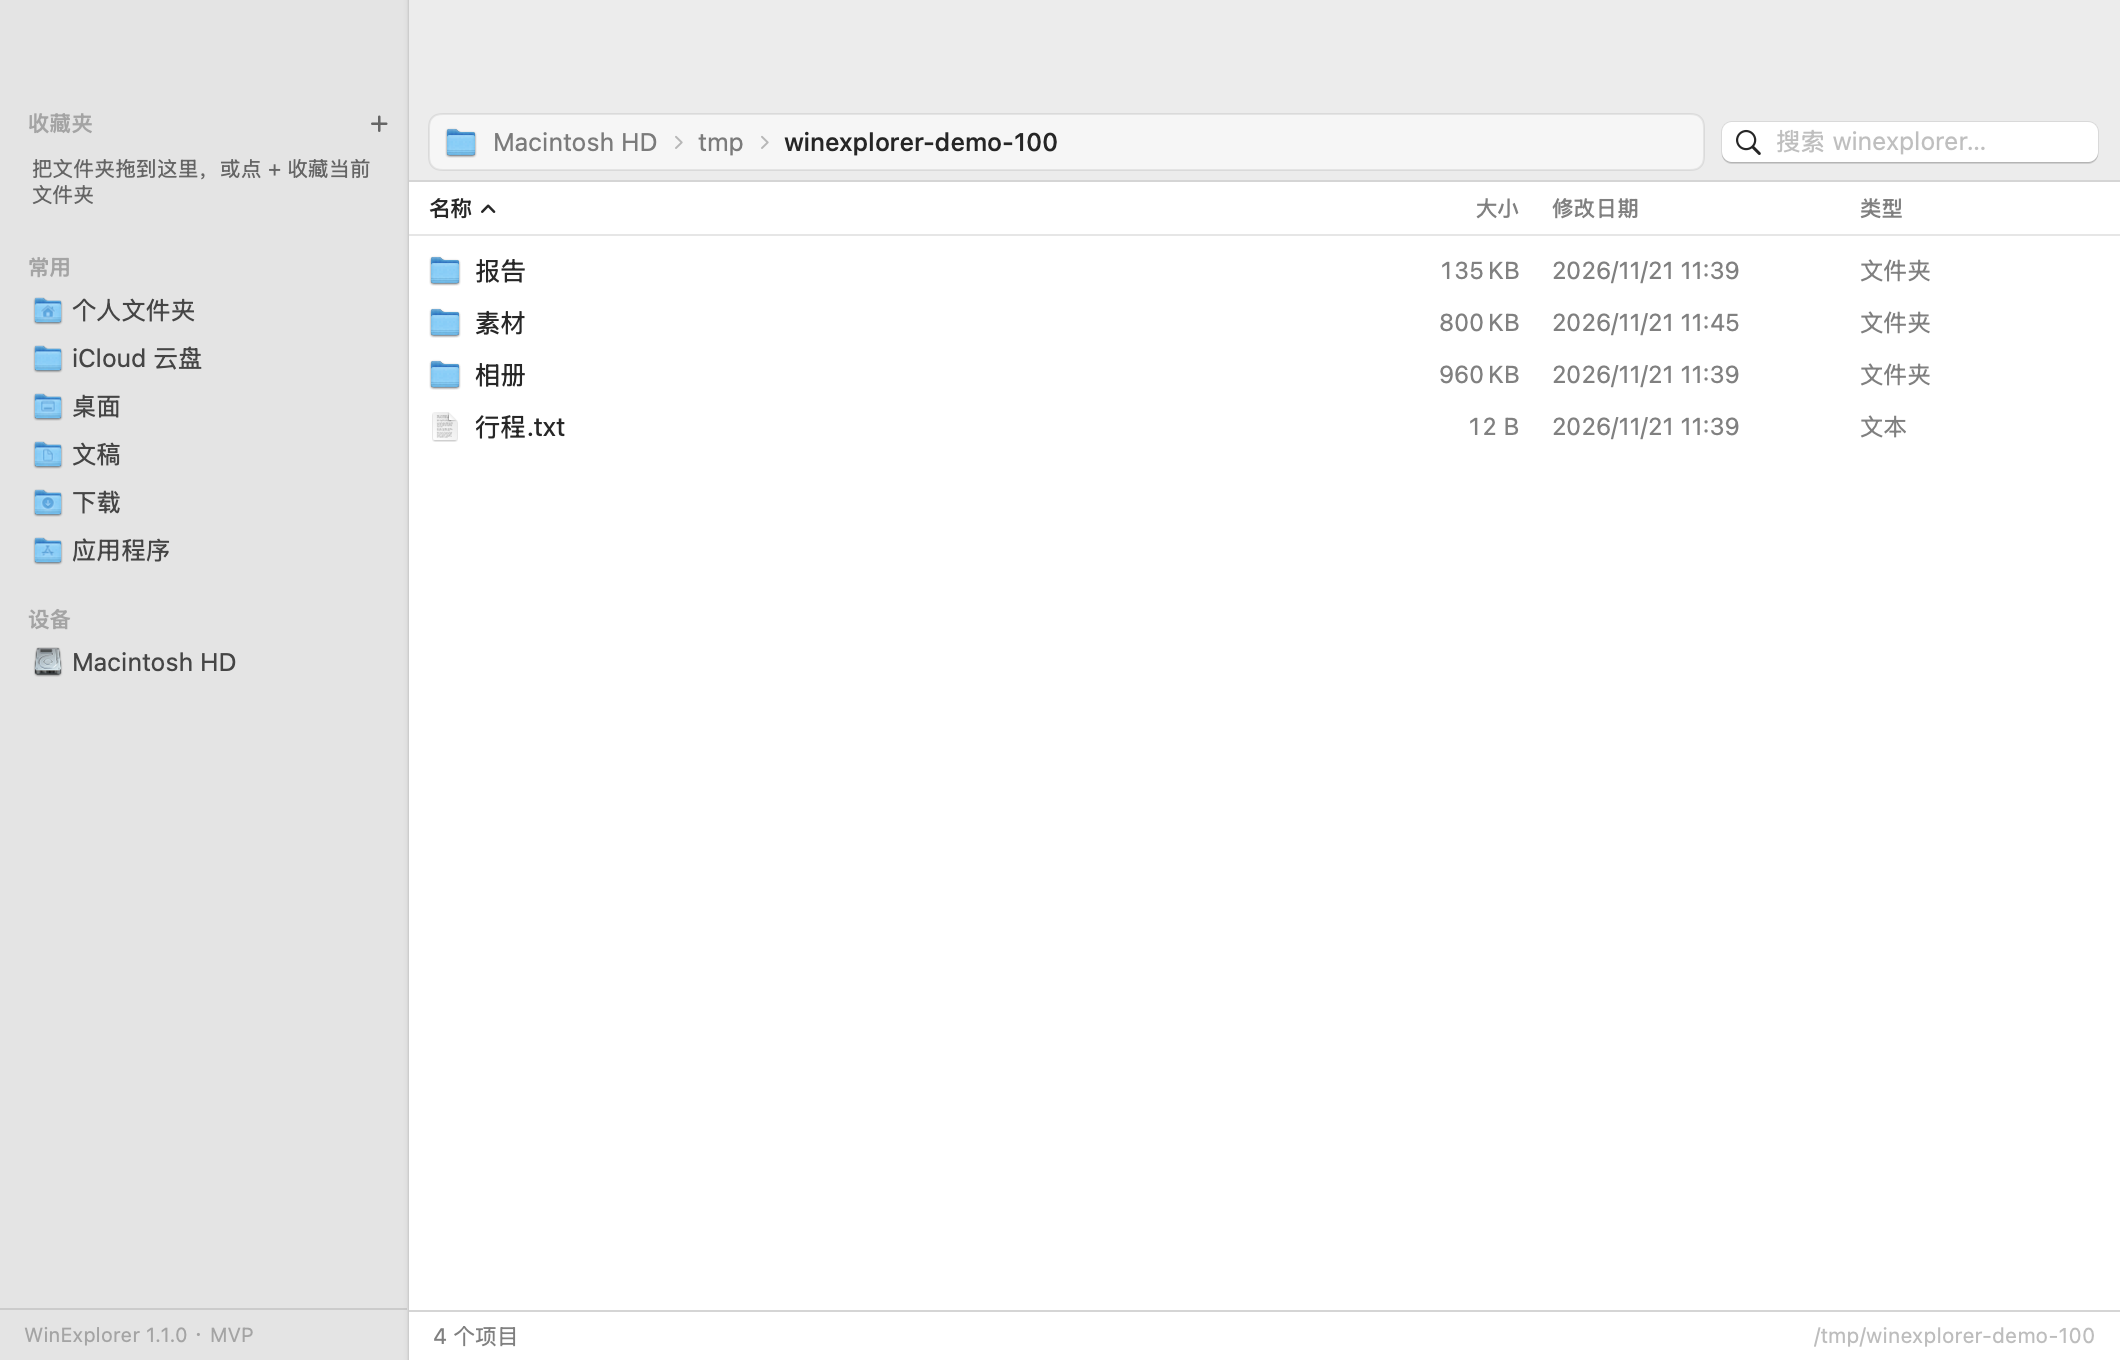 收藏夹
+
把文件夹拖到这里，或点 + 收藏当前
文件夹
常用
个人文件夹
iCloud 云盘
桌面
文稿
下载
应用程序
设备
Macintosh HD
WinExplorer 1.1.0 · MVP
Macintosh HD > tmp > winexplorer-demo-100
搜索 winexplorer...
名称 大小 修改日期 类型
报告 135 KB 2026/11/21 11:39 文件夹
素材 800 KB 2026/11/21 11:45 文件夹
相册 960 KB 2026/11/21 11:39 文件夹
行程.txt 12 B 2026/11/21 11:39 文本
4 个项目
/tmp/winexplorer-demo-100